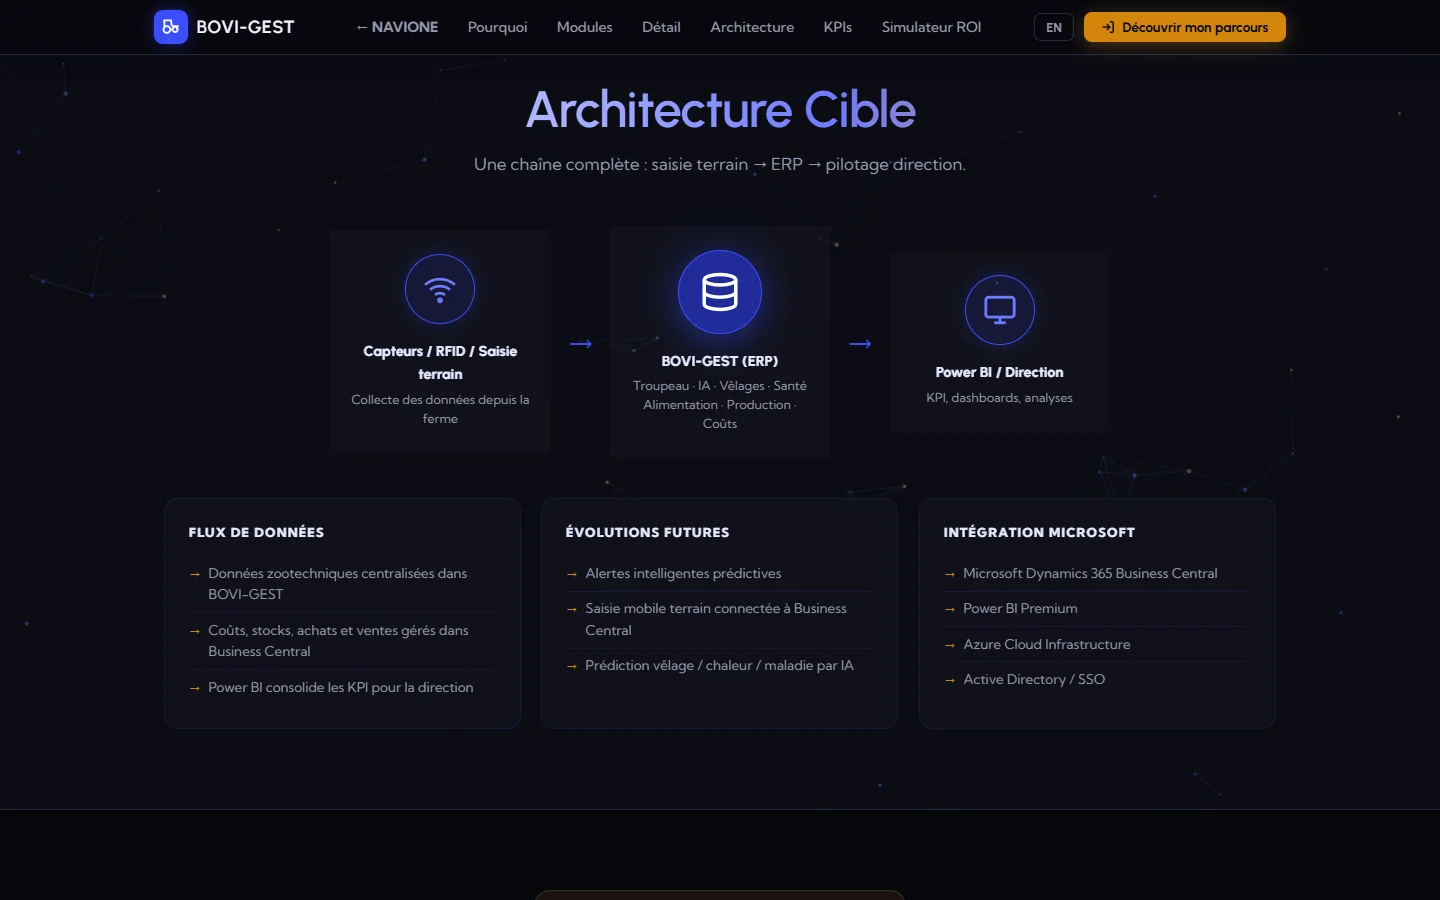 BOVI-GEST
← NAVIONE
Pourquoi
Modules
Détail
Architecture
KPIs
Simulateur ROI
EN
Découvrir mon parcours
Architecture Cible
Une chaîne complète : saisie terrain → ERP → pilotage direction.
Capteurs / RFID / Saisie
terrain
Collecte des données depuis la
ferme
→
BOVI-GEST (ERP)
Troupeau · IA · Vêlages · Santé
Alimentation · Production ·
Coûts
→
Power BI / Direction
KPI, dashboards, analyses
FLUX DE DONNÉES
→ Données zootechniques centralisées dans
BOVI-GEST
→ Coûts, stocks, achats et ventes gérés dans
Business Central
→ Power BI consolide les KPI pour la direction
ÉVOLUTIONS FUTURES
→ Alertes intelligentes prédictives
→ Saisie mobile terrain connectée à Business
Central
→ Prédiction vêlage / chaleur / maladie par IA
INTÉGRATION MICROSOFT
→ Microsoft Dynamics 365 Business Central
→ Power BI Premium
→ Azure Cloud Infrastructure
→ Active Directory / SSO